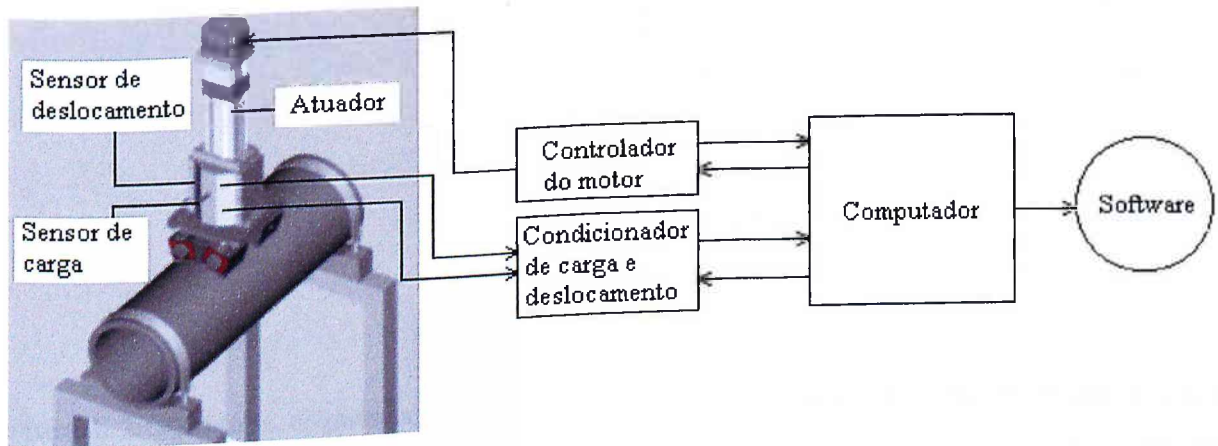 Sensor de
deslocamento
Atuador
Sensor de
carga
Controlador
do motor
Condicionador
de carga e
deslocamento
Computador
Software